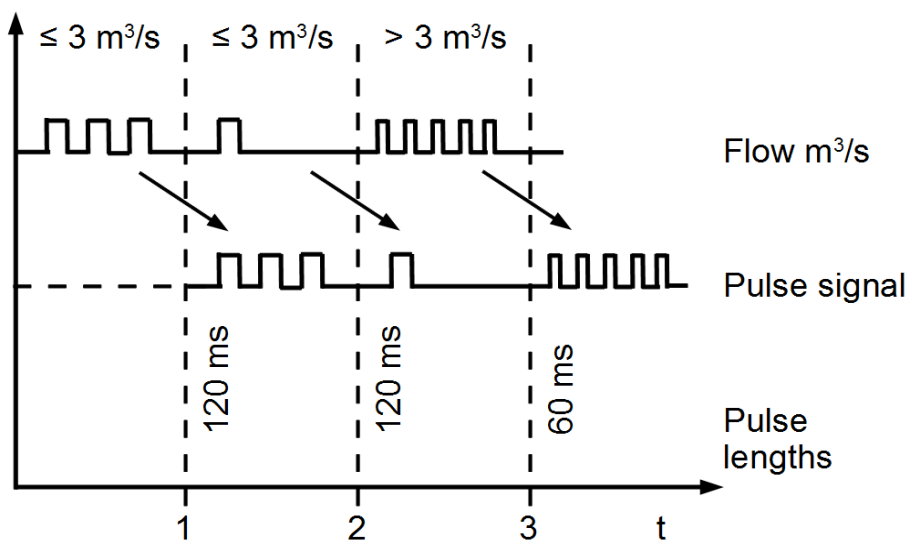 ≤ 3 m³/s ≤ 3 m³/s > 3 m³/s
Flow m³/s
Pulse signal
120 ms 120 ms 60 ms
Pulse
lengths
1 2 3 t